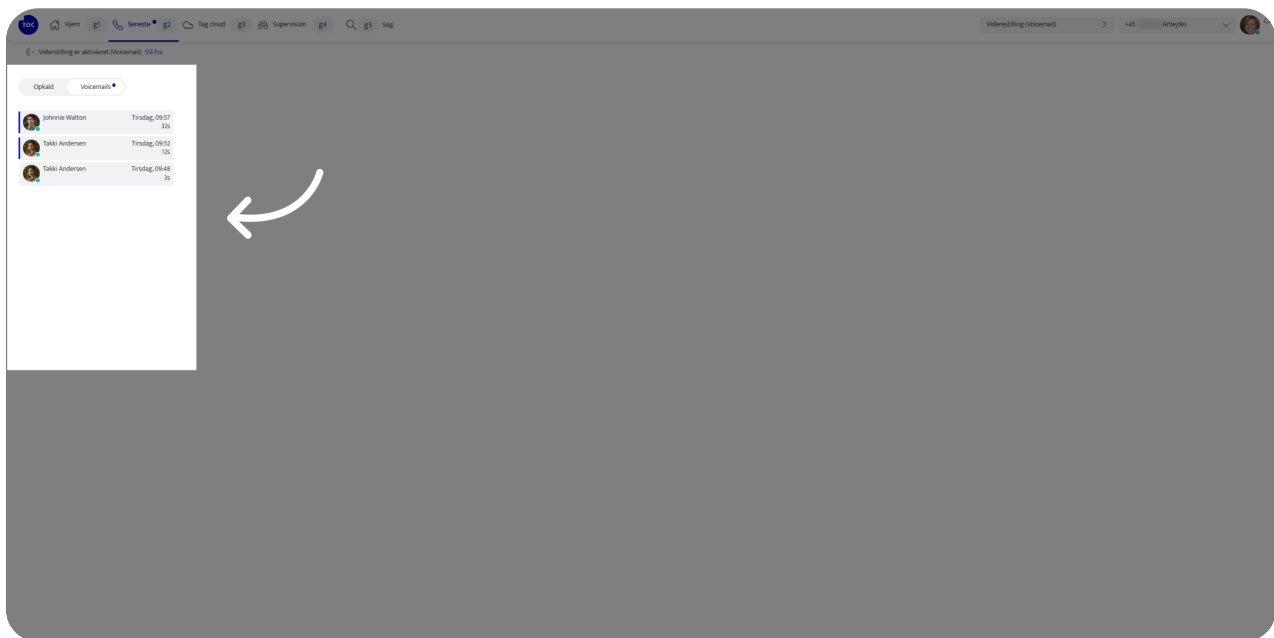 TDC Hjem g1 Seneste g2 Tag cloud g3 Supervision g4 g5 Søg Viderestilling (Voicemail) +45 Arbejde)
Viderstilling er aktivieret (Voicemail) Slå fra
Opkald Voicemails
Johnnie Walton Tirsdag, 09:57
32s
Takki Andersen Tirsdag, 09:52
12s
Takki Andersen Tirsdag, 09:48
3s